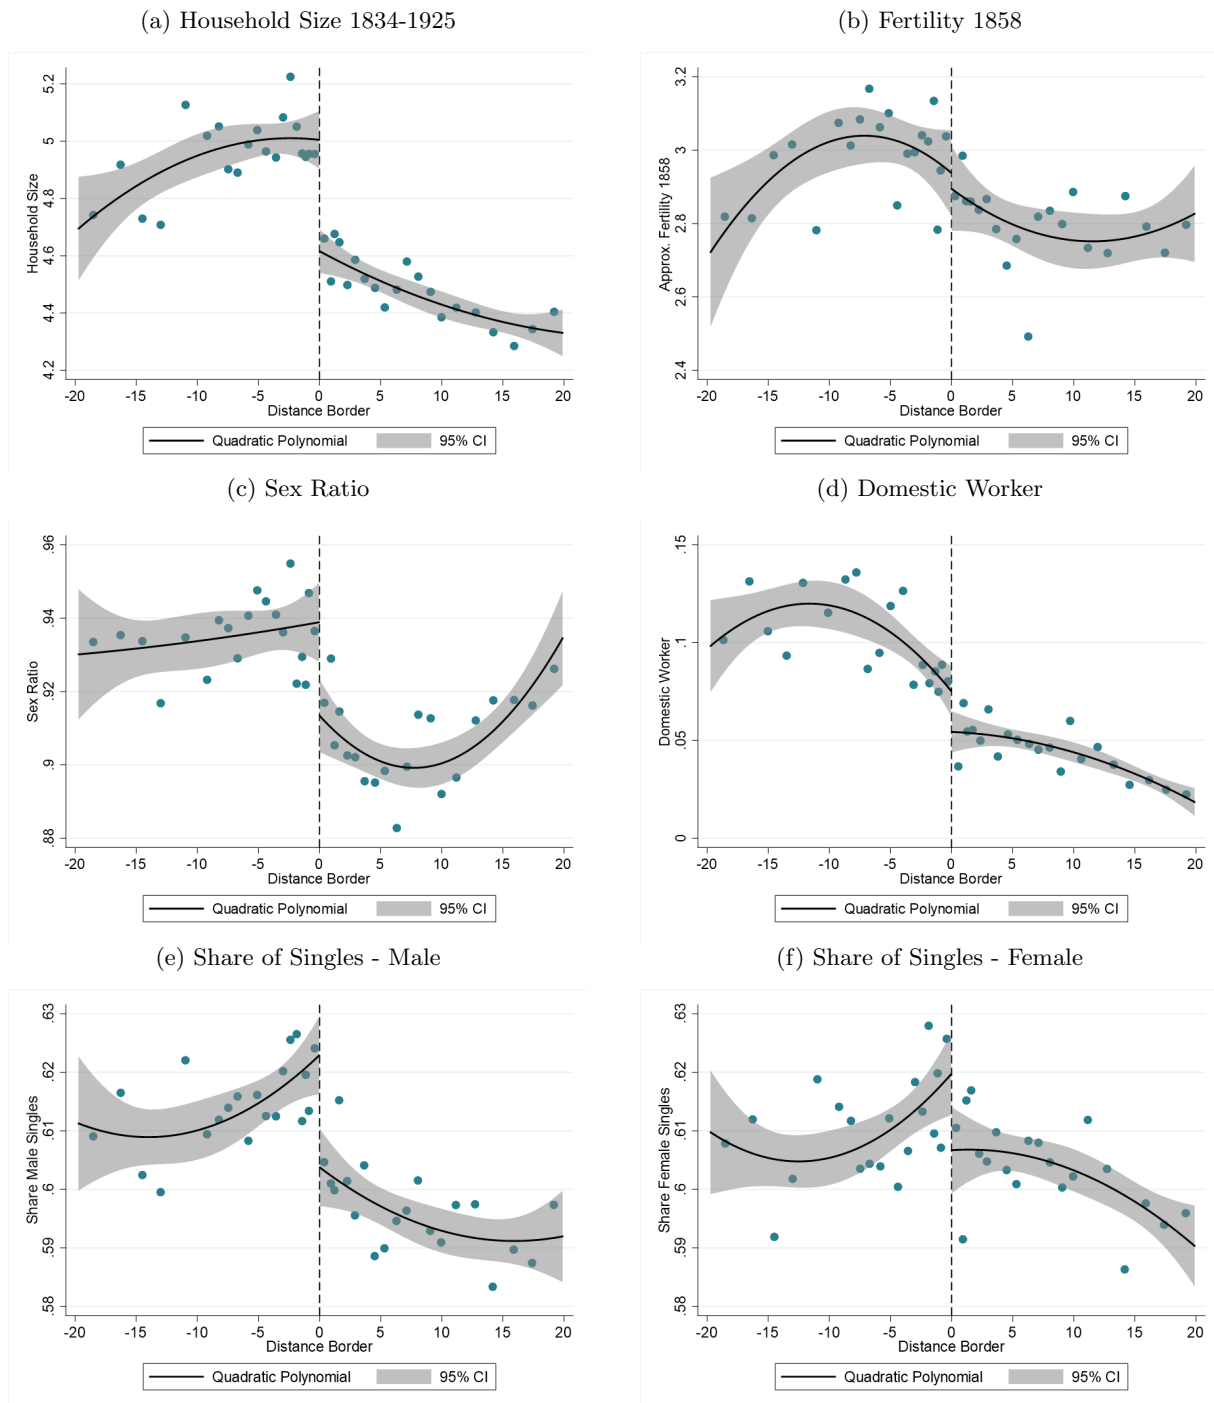 (a) Household Size 1834-1925
Household Size
5.2
5
4.8
4.6
4.4
4.2
-20 -15 -10 -5 0 5 10 15 20
Distance Border
Quadratic Polynomial 95% CI
(b) Fertility 1858
Approx. Fertility 1858
3.2
3
2.8
2.6
2.4
-20 -15 -10 -5 0 5 10 15 20
Distance Border
Quadratic Polynomial 95% CI
(c) Sex Ratio
Sex Ratio
.96
.94
.92
.9
.88
-20 -15 -10 -5 0 5 10 15 20
Distance Border
Quadratic Polynomial 95% CI
(d) Domestic Worker
Domestic Worker
.15
.1
.05
0
-20 -15 -10 -5 0 5 10 15 20
Distance Border
Quadratic Polynomial 95% CI
(e) Share of Singles - Male
Share Male Singles
.63
.62
.61
.6
.59
.58
-20 -15 -10 -5 0 5 10 15 20
Distance Border
Quadratic Polynomial 95% CI
(f) Share of Singles - Female
Share Female Singles
.63
.62
.61
.6
.59
.58
-20 -15 -10 -5 0 5 10 15 20
Distance Border
Quadratic Polynomial 95% CI